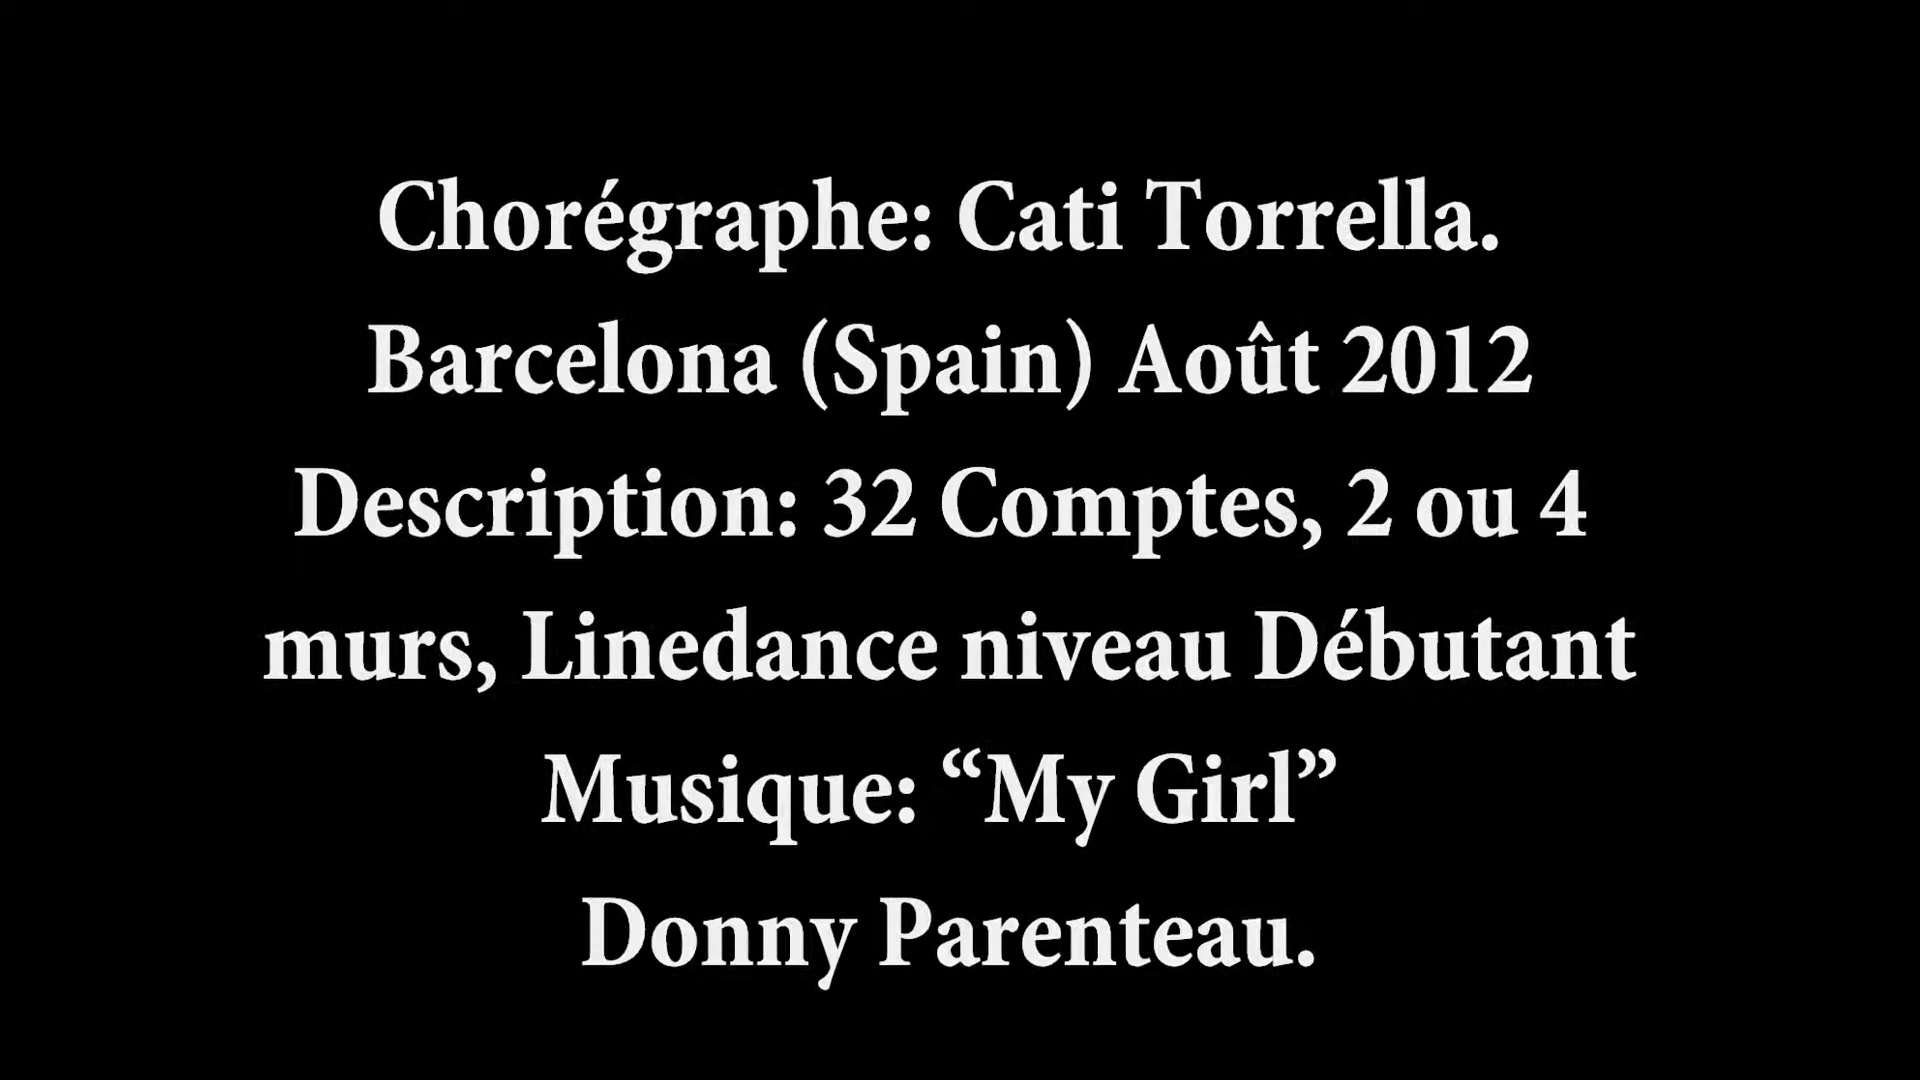 Chorégraphe: Cati Torrella.
Barcelona (Spain) Août 2012
Description: 32 Comptes, 2 ou 4
murs, Linedance niveau Débutant
Musique: “My Girl”
Donny Parenteau.